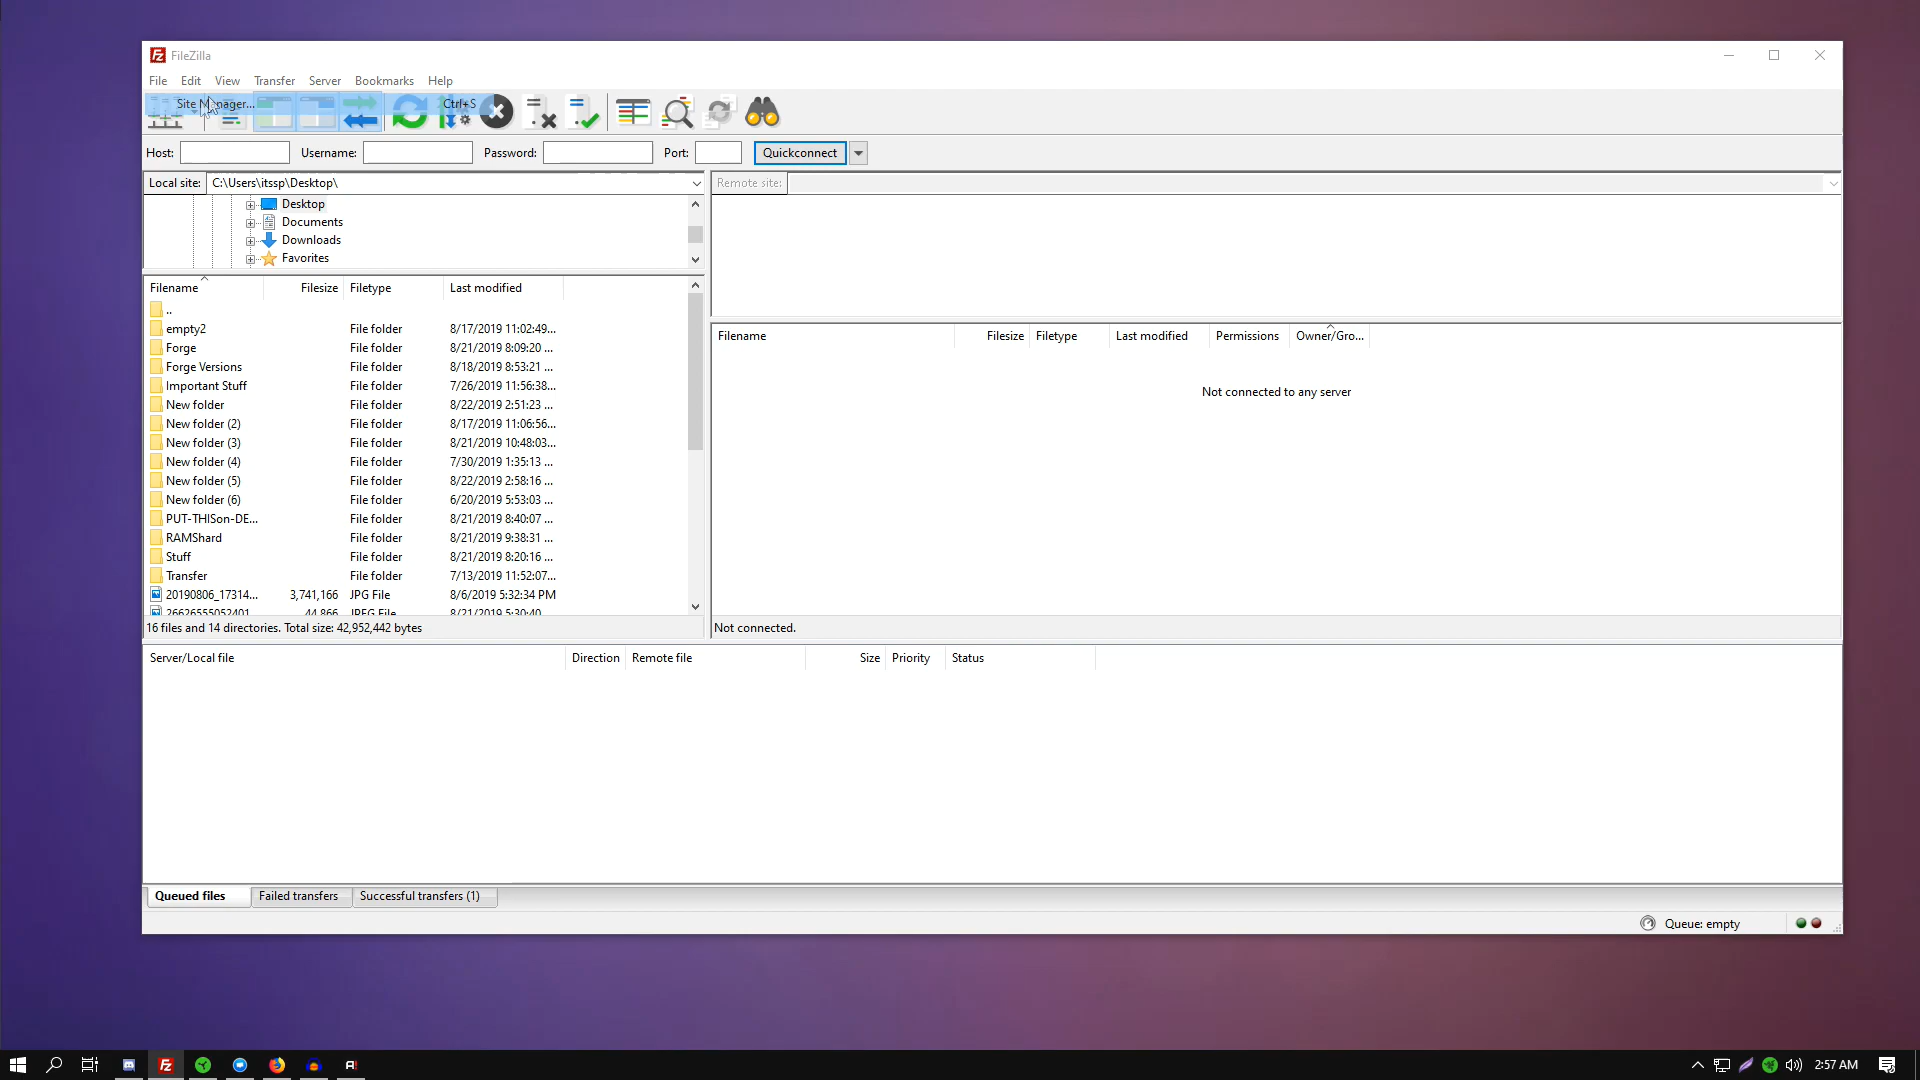 FileZilla
File Edit View Transfer Server Bookmarks Help
Site Manager... Ctrl+S
Host: Username: Password: Port: Quickconnect
Local site: C:\Users\itssp\Desktop\
Desktop
Documents
Downloads
Favorites
Filename Filesize Filetype Last modified
..
empty2 File folder 8/17/2019 11:02:49...
Forge File folder 8/21/2019 8:09:20 ...
Forge Versions File folder 8/18/2019 8:53:21 ...
Important Stuff File folder 7/26/2019 11:56:38...
New folder File folder 8/22/2019 2:51:23 ...
New folder (2) File folder 8/17/2019 11:06:56...
New folder (3) File folder 8/21/2019 10:48:03...
New folder (4) File folder 7/30/2019 1:35:13 ...
New folder (5) File folder 8/22/2019 2:58:16 ...
New folder (6) File folder 6/20/2019 5:53:03 ...
PUT-THISon-DE... File folder 8/21/2019 8:40:07 ...
RAMShard File folder 8/21/2019 9:38:31 ...
Stuff File folder 8/21/2019 8:20:16 ...
Transfer File folder 7/13/2019 11:52:07...
20190806_17314... 3,741,166 JPG File 8/6/2019 5:32:34 PM
26626555052401 44,866 JPEG File 8/21/2019 5:30:40
16 files and 14 directories. Total size: 42,952,442 bytes
Remote site:
Filename Filesize Filetype Last modified Permissions Owner/Gro...
Not connected to any server
Not connected.
Server/Local file Direction Remote file Size Priority Status
Queued files Failed transfers Successful transfers (1)
Queue: empty
2:57 AM